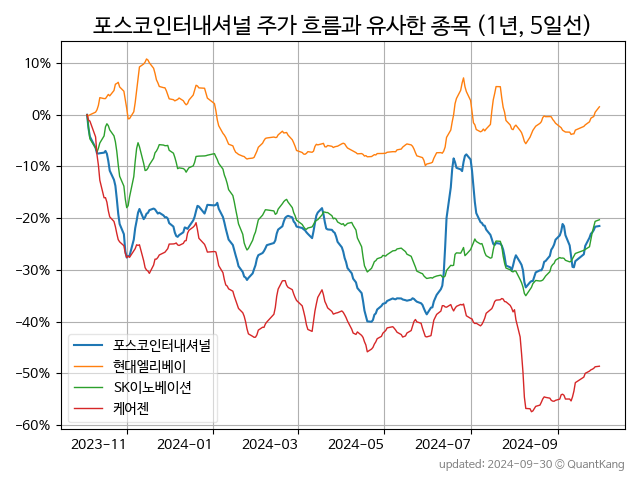 포스코인터내셔널 주가 흐름과 유사한 종목 (1년, 5일선)
10%
0%
−10%
−20%
−30%
−40%
−50%
−60%
포스코인터내셔널
현대엘리베이
SK이노베이션
케어젠
2023-11 2024-01 2024-03 2024-05 2024-07 2024-09
updated: 2024-09-30 © QuantKang